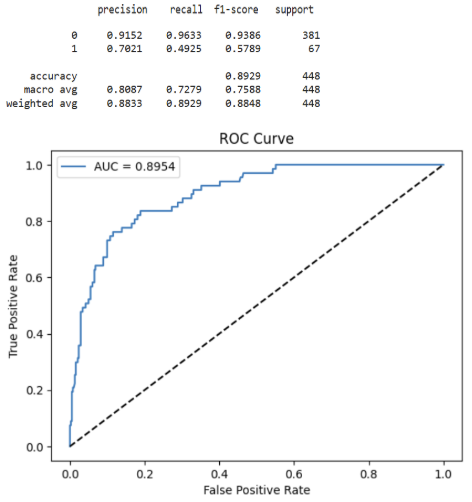 precision recall f1-score support
0 0.9152 0.9633 0.9386 381
1 0.7021 0.4925 0.5789 67
accuracy 0.8929 448
macro avg 0.8087 0.7279 0.7588 448
weighted avg 0.8833 0.8929 0.8848 448
ROC Curve
AUC = 0.8954
True Positive Rate
1.0
0.8
0.6
0.4
0.2
0.0
0.0 0.2 0.4 0.6 0.8 1.0
False Positive Rate